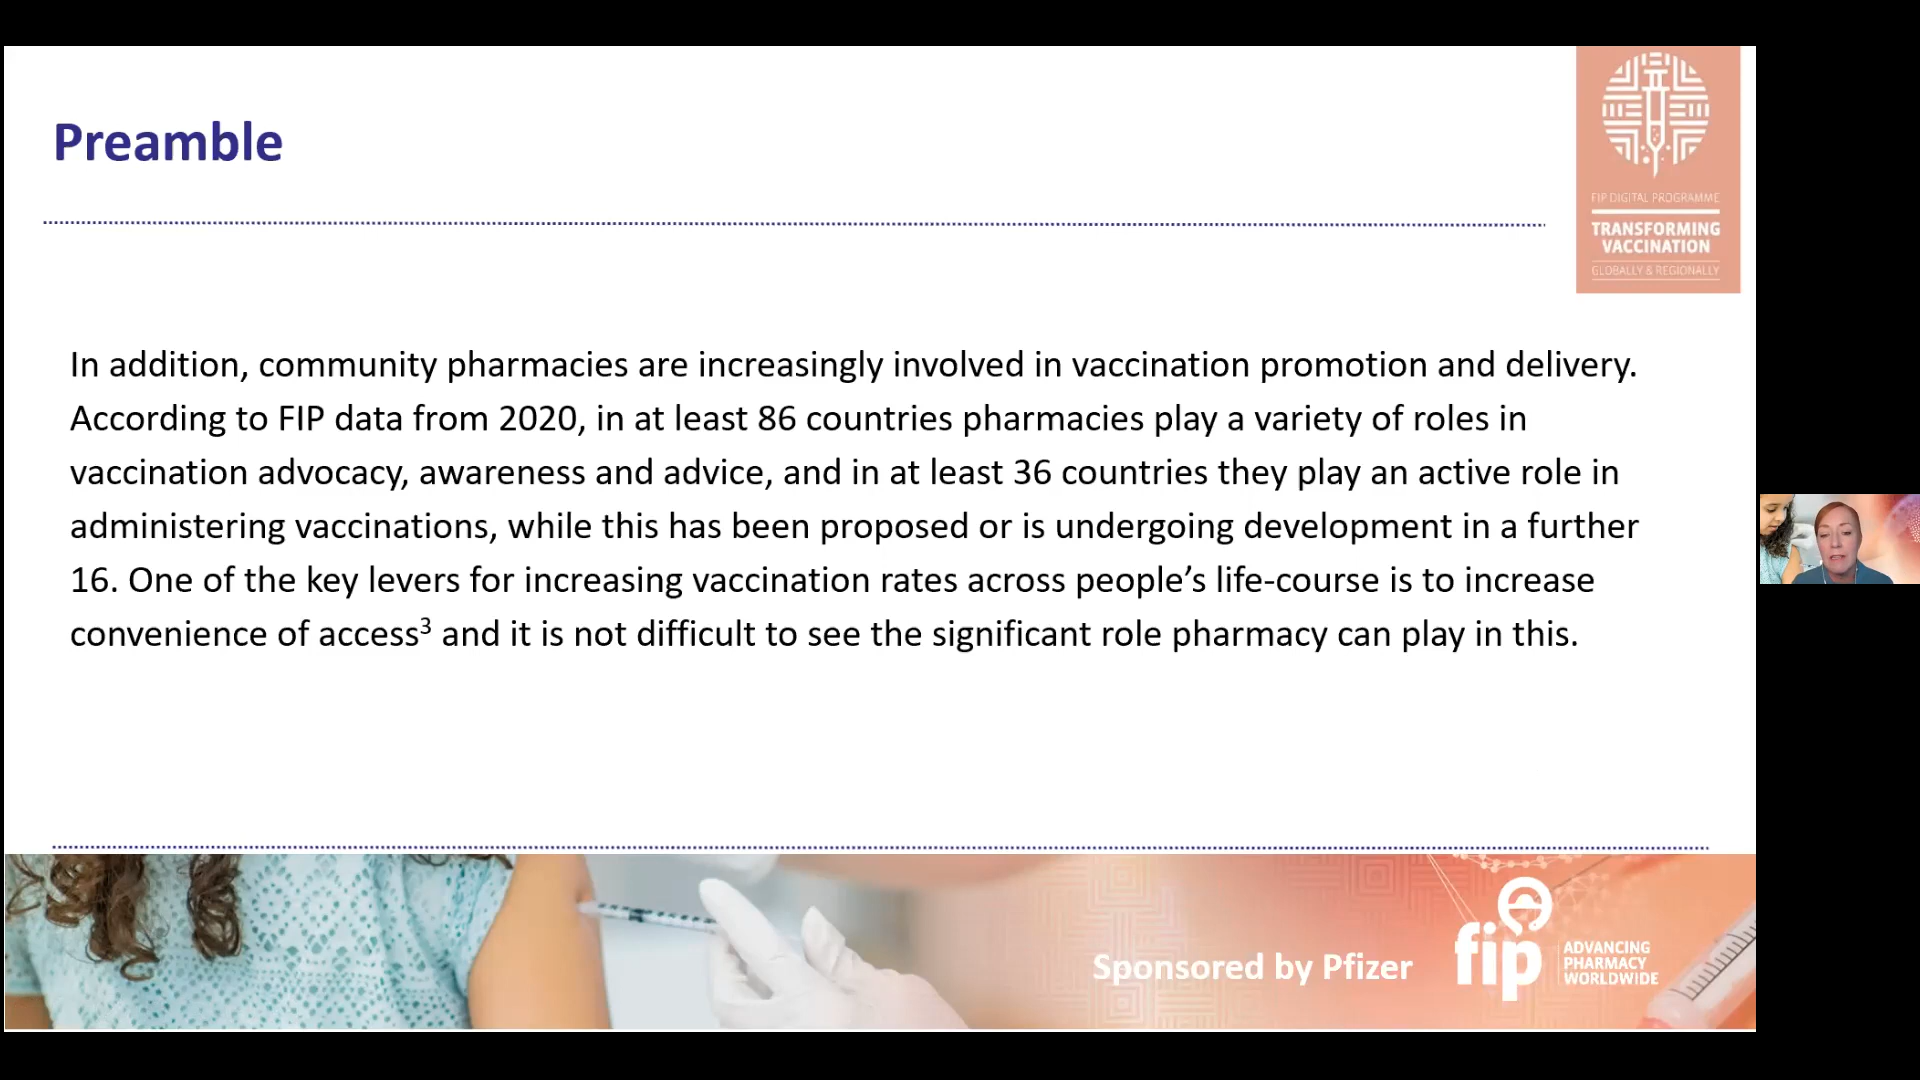 Preamble
FIP DIGITAL PROGRAMME
TRANSFORMING
VACCINATION
GLOBALLY & REGIONALLY
In addition, community pharmacies are increasingly involved in vaccination promotion and delivery.
According to FIP data from 2020, in at least 86 countries pharmacies play a variety of roles in
vaccination advocacy, awareness and advice, and in at least 36 countries they play an active role in
administering vaccinations, while this has been proposed or is undergoing development in a further
16. One of the key levers for increasing vaccination rates across people’s life-course is to increase
convenience of access³ and it is not difficult to see the significant role pharmacy can play in this.
Sponsored by Pfizer
fip
ADVANCING
PHARMACY
WORLDWIDE